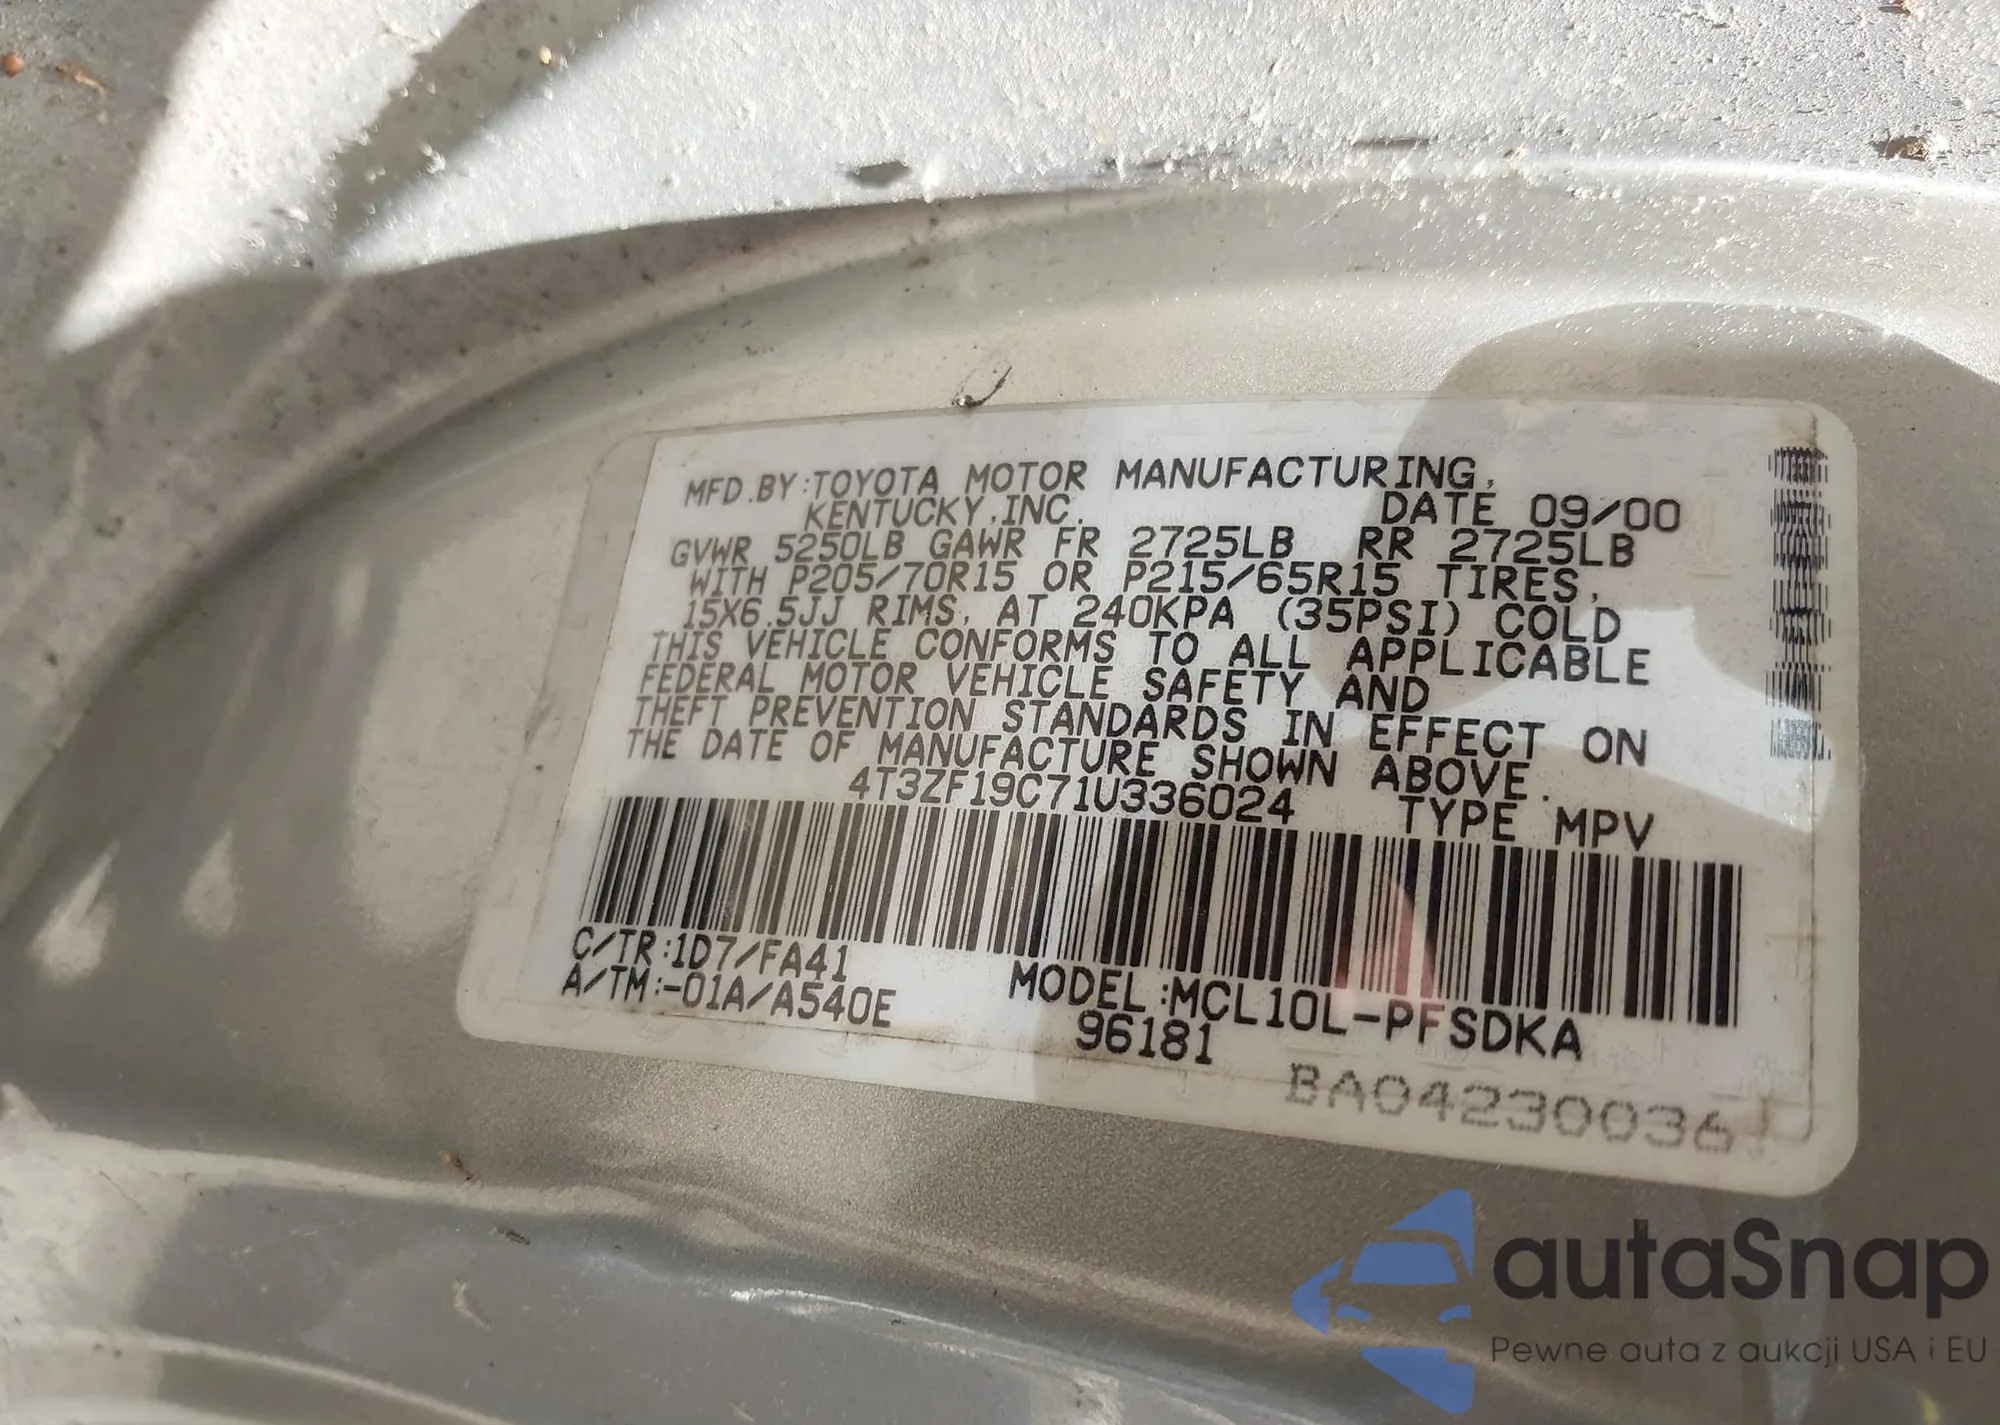 MFD.BY:TOYOTA MOTOR MANUFACTURING,
KENTUCKY,INC. DATE 09/00
GVWR 5250LB GAWR FR 2725LB RR 2725LB
WITH P205/70R15 OR P215/65R15 TIRES,
15X6.5JJ RIMS, AT 240KPA (35PSI) COLD
THIS VEHICLE CONFORMS TO ALL APPLICABLE
FEDERAL MOTOR VEHICLE SAFETY AND
THEFT PREVENTION STANDARDS IN EFFECT ON
THE DATE OF MANUFACTURE SHOWN ABOVE.
4T3ZF19C71U336024 TYPE MPV
C/TR:1D7/FA41
A/TM:-01A/A540E
MODEL:MCL10L-PFSDKA
96181
BA04230036
autaSnap
Pewne auta z aukcji USA i EU